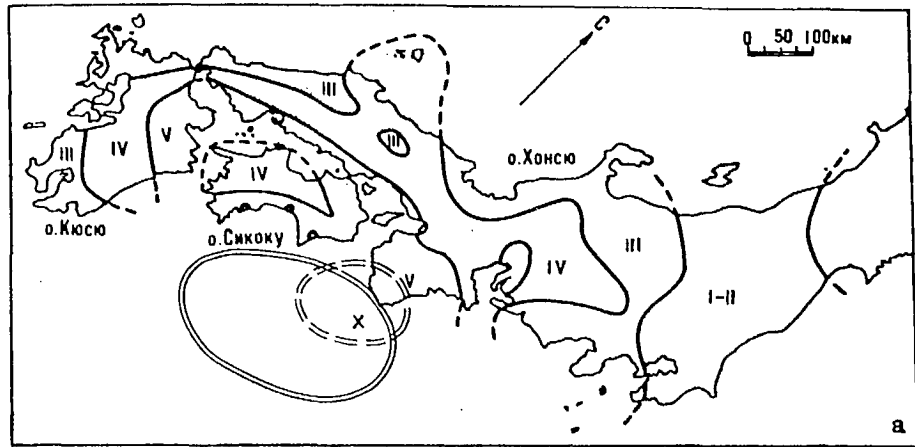 С
0 50 100км
III
III
о.Хонсю
III
IV
V
IV
о.Кюсю
о.Сикоку
V
IV
III
I-II
X
а